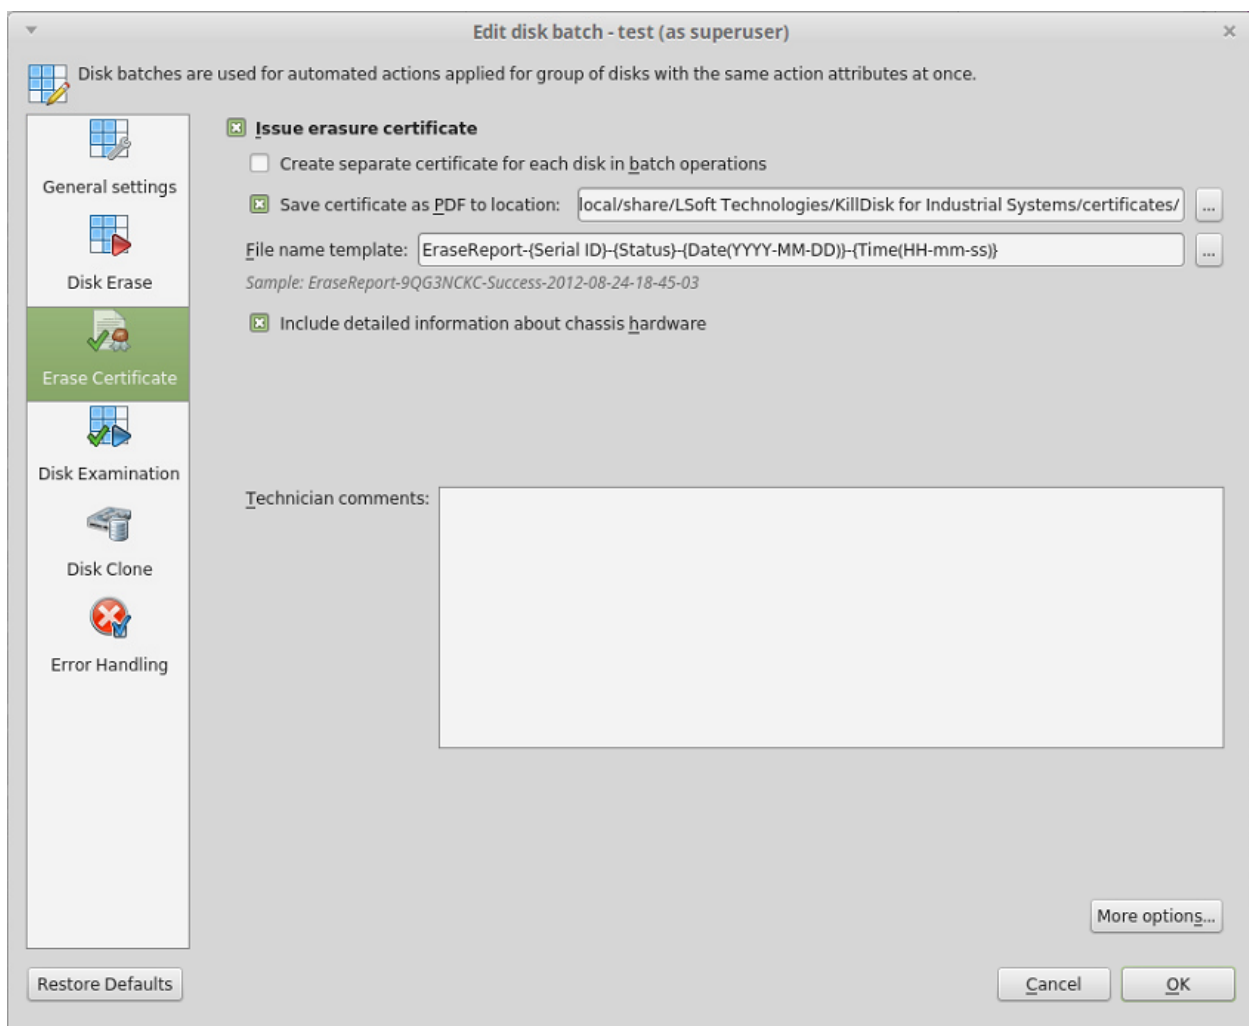 Edit disk batch - test (as superuser)
Disk batches are used for automated actions applied for group of disks with the same action attributes at once.
General settings
Disk Erase
Erase Certificate
Disk Examination
Disk Clone
Error Handling
Issue erasure certificate
Create separate certificate for each disk in batch operations
Save certificate as PDF to location: local/share/LSoft Technologies/KillDisk for Industrial Systems/certificates/ ...
File name template: EraseReport-{Serial ID}-{Status}-{Date(YYYY-MM-DD)}-{Time(HH-mm-ss)} ...
Sample: EraseReport-9QG3NCKC-Success-2012-08-24-18-45-03
Include detailed information about chassis hardware
Technician comments:
More options...
Restore Defaults Cancel OK